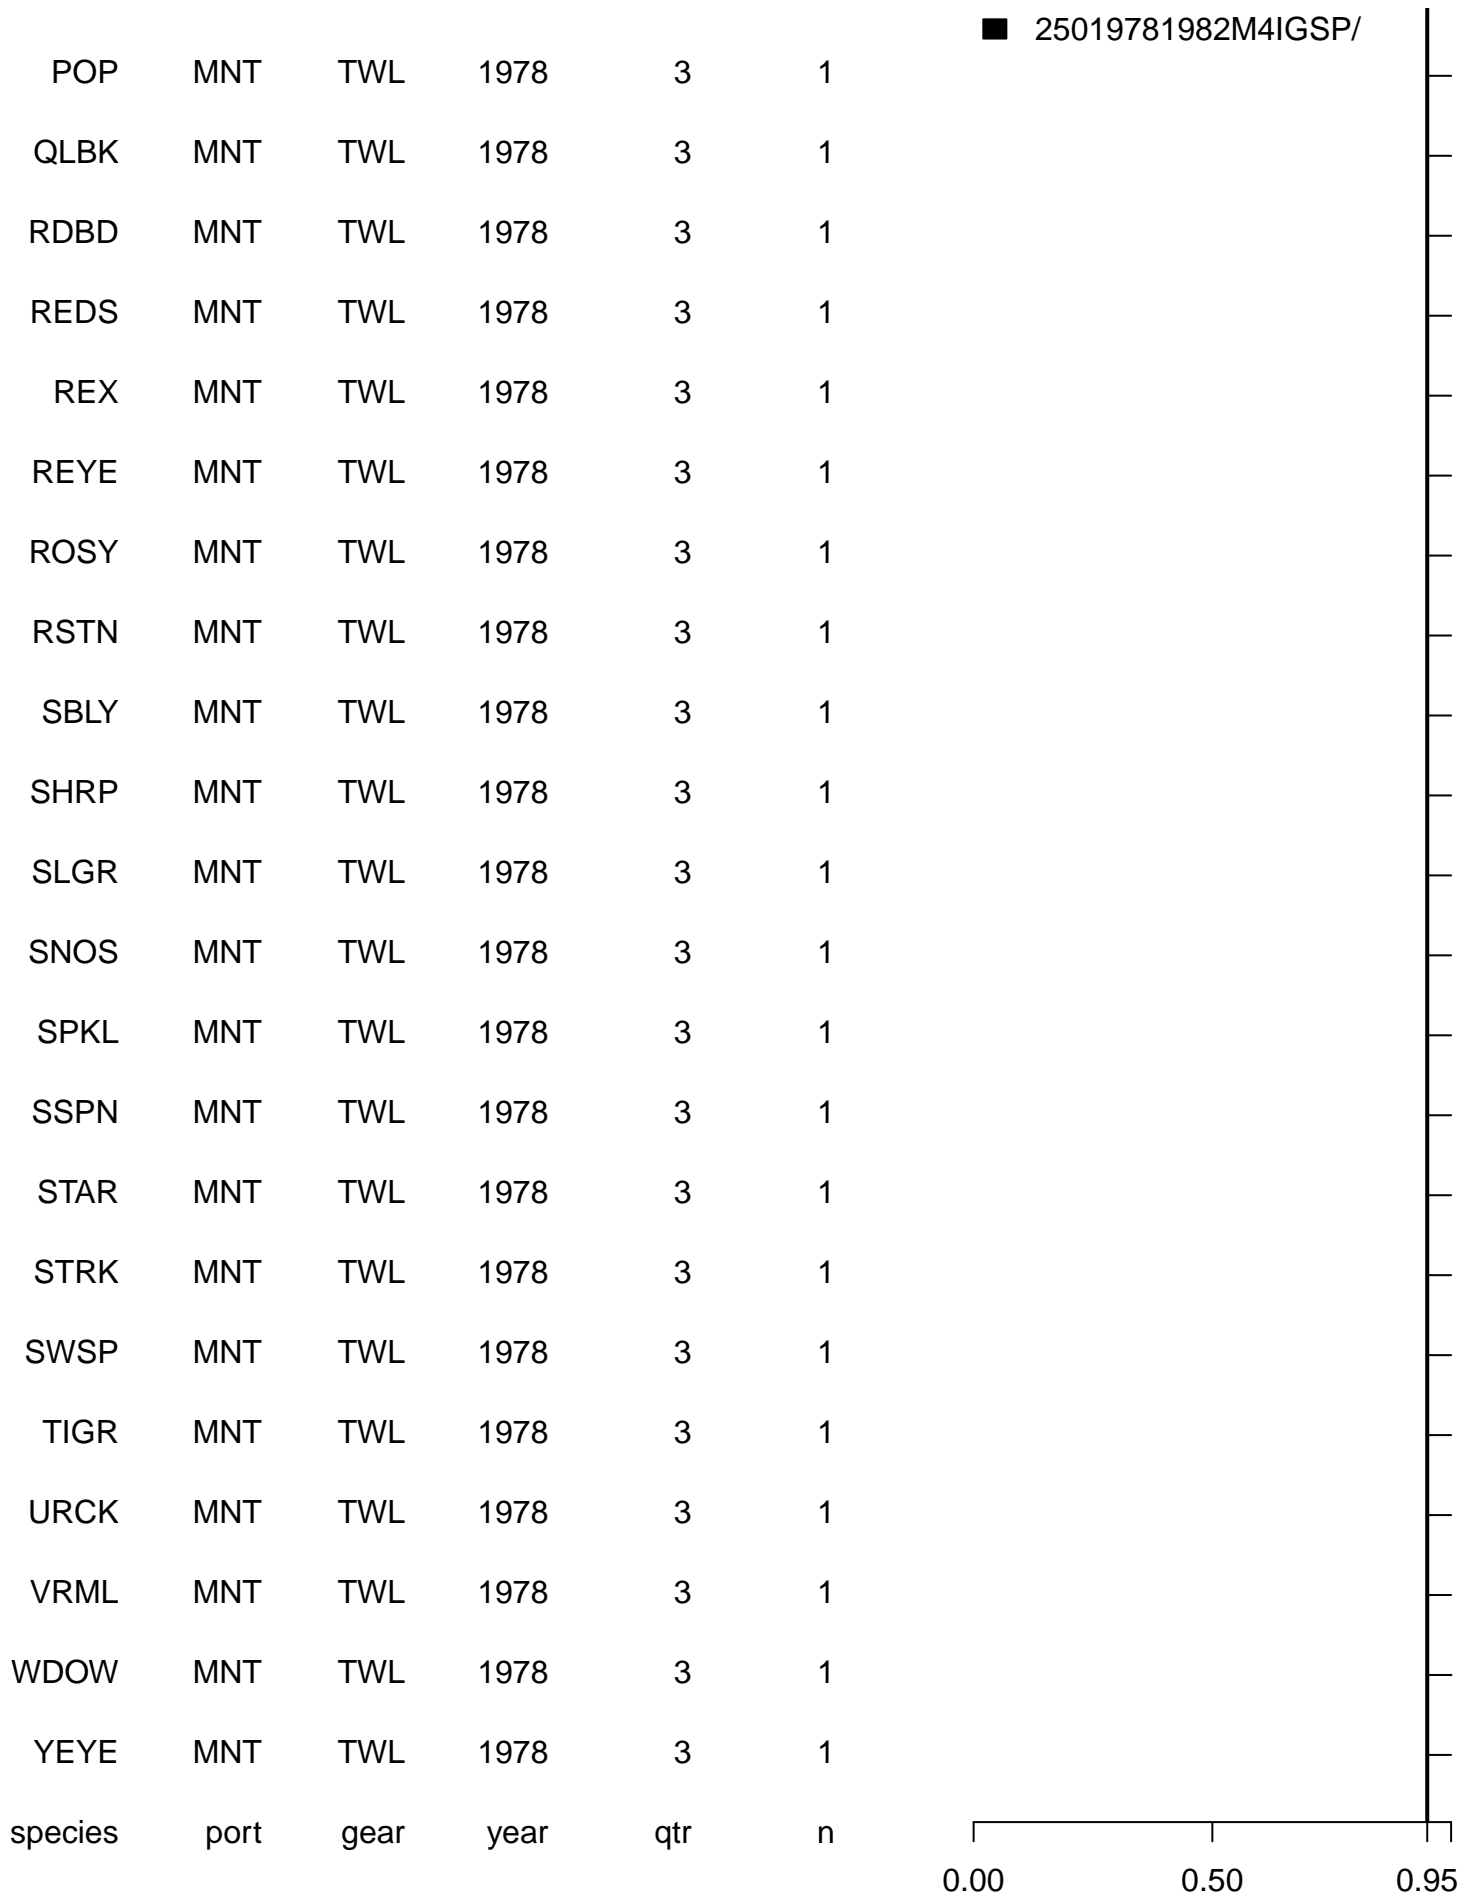 25019781982M4IGSP/
POP MNT TWL 1978 3 1
QLBK MNT TWL 1978 3 1
RDBD MNT TWL 1978 3 1
REDS MNT TWL 1978 3 1
REX MNT TWL 1978 3 1
REYE MNT TWL 1978 3 1
ROSY MNT TWL 1978 3 1
RSTN MNT TWL 1978 3 1
SBLY MNT TWL 1978 3 1
SHRP MNT TWL 1978 3 1
SLGR MNT TWL 1978 3 1
SNOS MNT TWL 1978 3 1
SPKL MNT TWL 1978 3 1
SSPN MNT TWL 1978 3 1
STAR MNT TWL 1978 3 1
STRK MNT TWL 1978 3 1
SWSP MNT TWL 1978 3 1
TIGR MNT TWL 1978 3 1
URCK MNT TWL 1978 3 1
VRML MNT TWL 1978 3 1
WDOW MNT TWL 1978 3 1
YEYE MNT TWL 1978 3 1
species port gear year qtr n
0.00 0.50 0.95